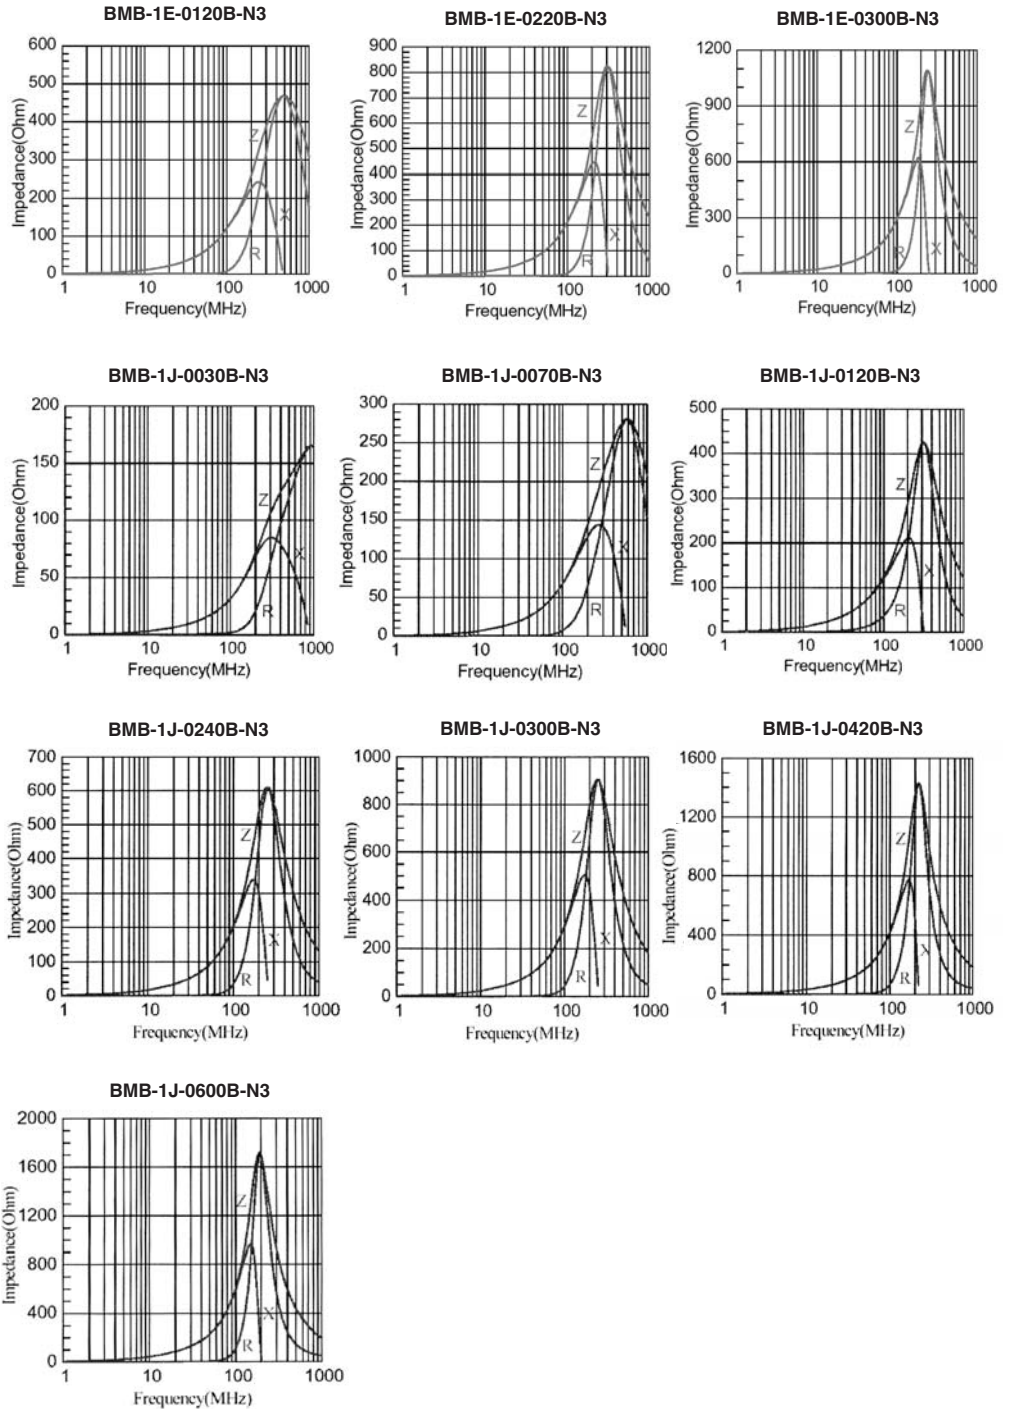 BMB-1E-0120B-N3
Impedance(Ohm)
600
500
400
300
200
100
0
Z
X
R
1 10 100 1000
Frequency(MHz)
BMB-1E-0220B-N3
Impedance(Ohm)
900
800
700
600
500
400
300
200
100
0
Z
X
R
1 10 100 1000
Frequency(MHz)
BMB-1E-0300B-N3
Impedance(Ohm)
1200
900
600
300
0
Z
R X
1 10 100 1000
Frequency(MHz)
BMB-1J-0030B-N3
Impedance(Ohm)
200
150
100
50
0
Z
X
R
1 10 100 1000
Frequency(MHz)
BMB-1J-0070B-N3
Impedance(Ohm)
300
250
200
150
100
50
0
Z
X
R
1 10 100 1000
Frequency(MHz)
BMB-1J-0120B-N3
Impedance(Ohm)
500
400
300
200
100
0
Z
X
R
1 10 100 1000
Frequency(MHz)
BMB-1J-0240B-N3
Impedance(Ohm)
700
600
500
400
300
200
100
0
Z
X
R
1 10 100 1000
Frequency(MHz)
BMB-1J-0300B-N3
Impedance(Ohm)
1000
800
600
400
200
0
Z
X
R
1 10 100 1000
Frequency(MHz)
BMB-1J-0420B-N3
Impedance(Ohm)
1600
1200
800
400
0
Z
X
R
1 10 100 1000
Frequency(MHz)
BMB-1J-0600B-N3
Impedance(Ohm)
2000
1600
1200
800
400
0
Z
X
R
1 10 100 1000
Frequency(MHz)